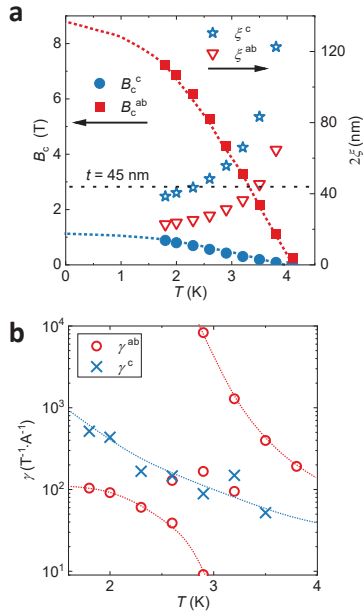 a
8
6
4
2
0
B_c (T)
B_c^c
B_c^ab
ξ^c
ξ^ab
t = 45 nm
120
80
40
0
2ξ (nm)
0 1 2 3 4
T (K)
b
10^4
10^3
10^2
10^1
γ (T^-1·A^-1)
γ^ab
γ^c
2 3 4
T (K)